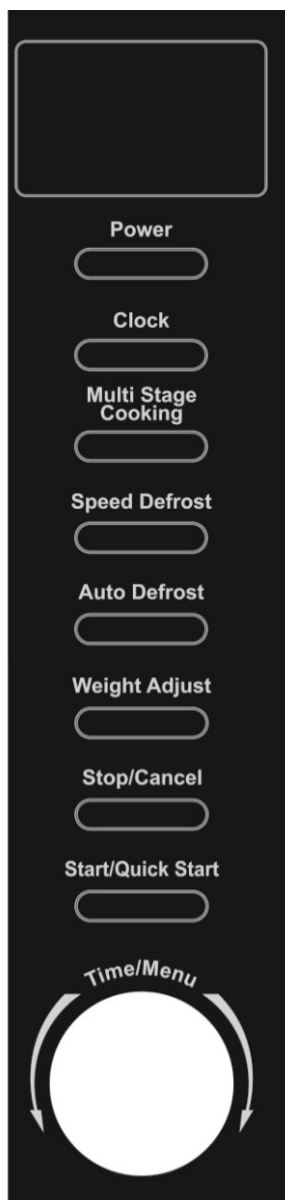 Power
Clock
Multi Stage
Cooking
Speed Defrost
Auto Defrost
Weight Adjust
Stop/Cancel
Start/Quick Start
Time/Menu